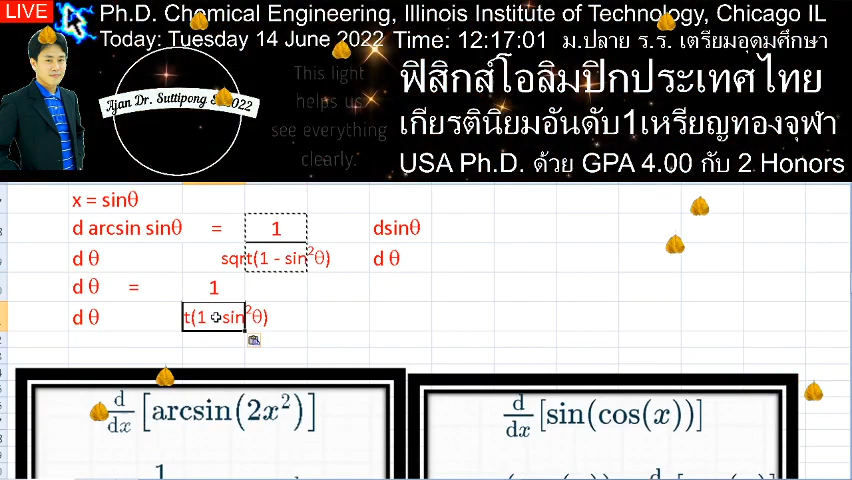 LIVE
Ph.D. Chemical Engineering, Illinois Institute of Technology, Chicago IL
Today: Tuesday 14 June 2022 Time: 12:17:01 ม.ปลาย ร.ร. เตรียมอุดมศึกษา
Ajan Dr. Suttipong 2022
This light
helps us
see everything
clearly.
ฟิสิกส์โอลิมปิกประเทศไทย
เกียรตินิยมอันดับ1เหรียญทองจุฬา
USA Ph.D. ด้วย GPA 4.00 กับ 2 Honors
x = sinθ
d arcsin sinθ = 1 dsinθ
d θ sqrt(1 - sin²θ) d θ
d θ = 1
d θ t(1 - sin²θ)
d/dx [arcsin(2x²)]
d/dx [sin(cos(x))]